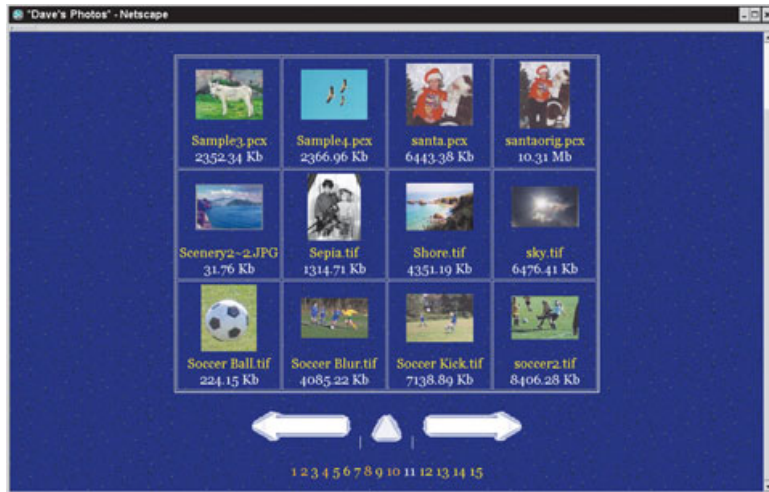 "Dave's Photos" - Netscape
Sample3.pcx
2352.34 Kb
Sample4.pcx
2366.96 Kb
santa.pcx
6443.38 Kb
santaorig.pcx
10.31 Mb
Scenery2~2.JPG
31.76 Kb
Sepia.tif
1314.71 Kb
Shore.tif
4351.19 Kb
sky.tif
6476.41 Kb
Soccer Ball.tif
224.15 Kb
Soccer Blur.tif
4085.22 Kb
Soccer Kick.tif
7138.89 Kb
soccer2.tif
8406.28 Kb
1 2 3 4 5 6 7 8 9 10 11 12 13 14 15